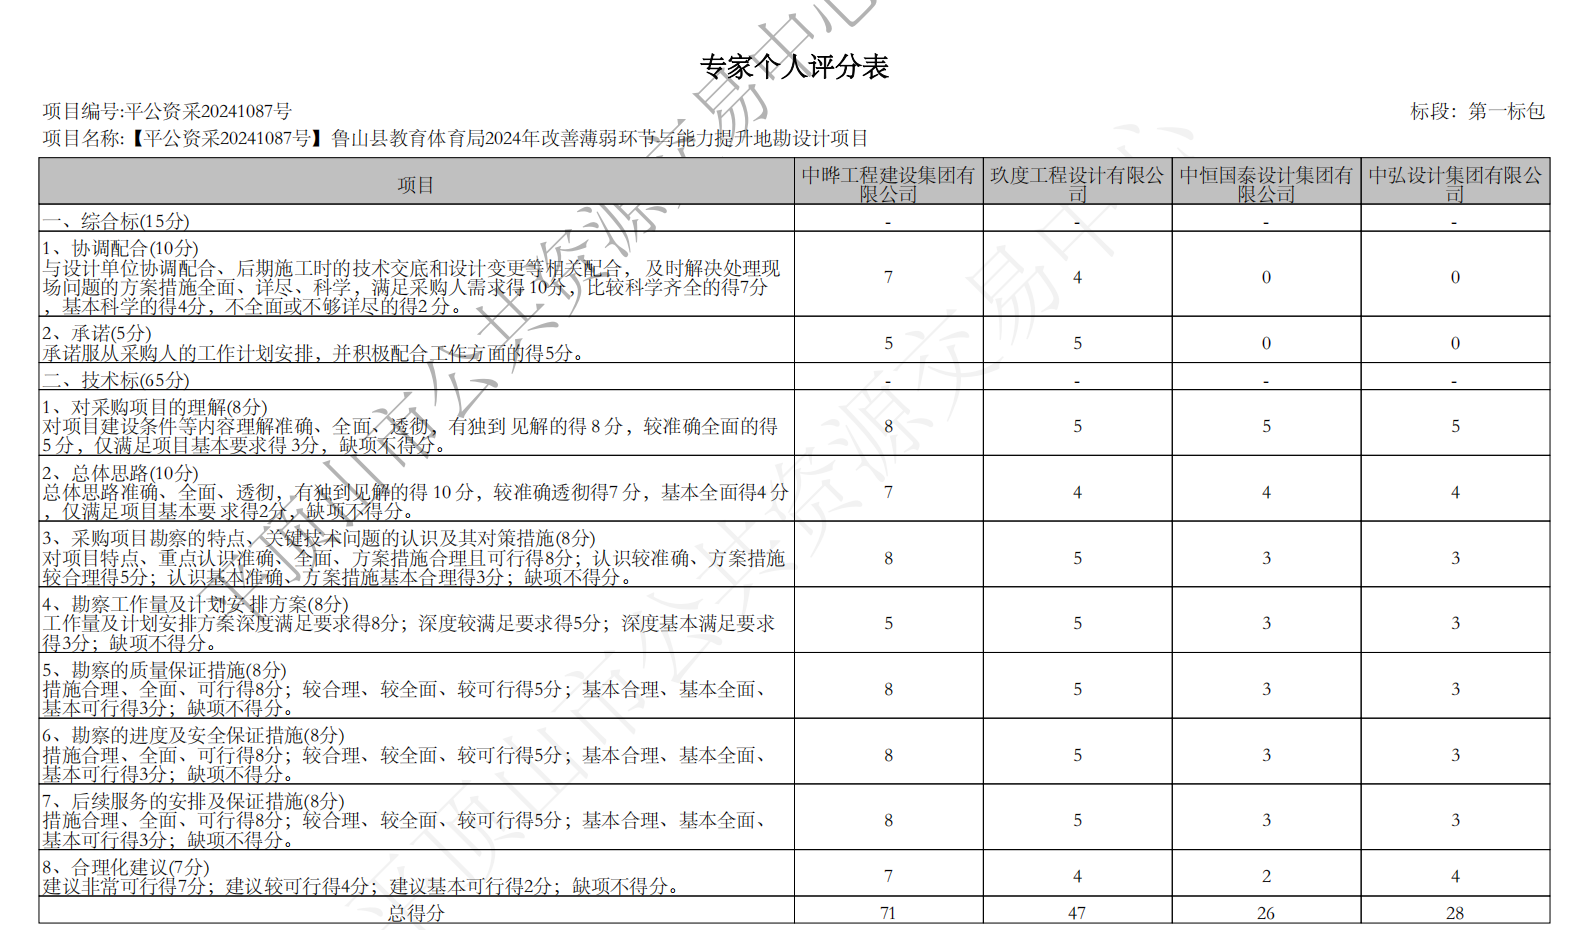 专家个人评分表
项目编号:平公资采20241087号
标段：第一标包
项目名称:【平公资采20241087号】鲁山县教育体育局2024年改善薄弱环节与能力提升地勘设计项目
项目 中晔工程建设集团有限公司 玖度工程设计有限公司 中恒国泰设计集团有限公司 中弘设计集团有限公司
一、综合标(15分) - - - -
1、协调配合(10分)
与设计单位协调配合、后期施工时的技术交底和设计变更等相关配合，及时解决处理现
场问题的方案措施全面、详尽、科学，满足采购人需求得 10分，比较科学齐全的得7分
，基本科学的得4分，不全面或不够详尽的得2 分。
7 4 0 0
2、承诺(5分)
承诺服从采购人的工作计划安排，并积极配合工作方面的得5分。
5 5 0 0
二、技术标(65分) - - - -
1、对采购项目的理解(8分)
对项目建设条件等内容理解准确、全面、透彻，有独到 见解的得 8 分，较准确全面的得
5 分，仅满足项目基本要求得 3分，缺项不得分。
8 5 5 5
2、总体思路(10分)
总体思路准确、全面、透彻，有独到见解的得 10 分，较准确透彻得7 分，基本全面得4 分
，仅满足项目基本要 求得2分，缺项不得分。
7 4 4 4
3、采购项目勘察的特点、关键技术问题的认识及其对策措施(8分)
对项目特点、重点认识准确、全面、方案措施合理且可行得8分；认识较准确、方案措施
较合理得5分；认识基本准确、方案措施基本合理得3分；缺项不得分。
8 5 3 3
4、勘察工作量及计划安排方案(8分)
工作量及计划安排方案深度满足要求得8分；深度较满足要求得5分；深度基本满足要求
得3分；缺项不得分。
5 5 3 3
5、勘察的质量保证措施(8分)
措施合理、全面、可行得8分；较合理、较全面、较可行得5分；基本合理、基本全面、
基本可行得3分；缺项不得分。
8 5 3 3
6、勘察的进度及安全保证措施(8分)
措施合理、全面、可行得8分；较合理、较全面、较可行得5分；基本合理、基本全面、
基本可行得3分；缺项不得分。
8 5 3 3
7、后续服务的安排及保证措施(8分)
措施合理、全面、可行得8分；较合理、较全面、较可行得5分；基本合理、基本全面、
基本可行得3分；缺项不得分。
8 5 3 3
8、合理化建议(7分)
建议非常可行得7分；建议较可行得4分；建议基本可行得2分；缺项不得分。
7 4 2 4
总得分 71 47 26 28
平顶山市公共资源交易中心
平顶山市公共资源交易中心